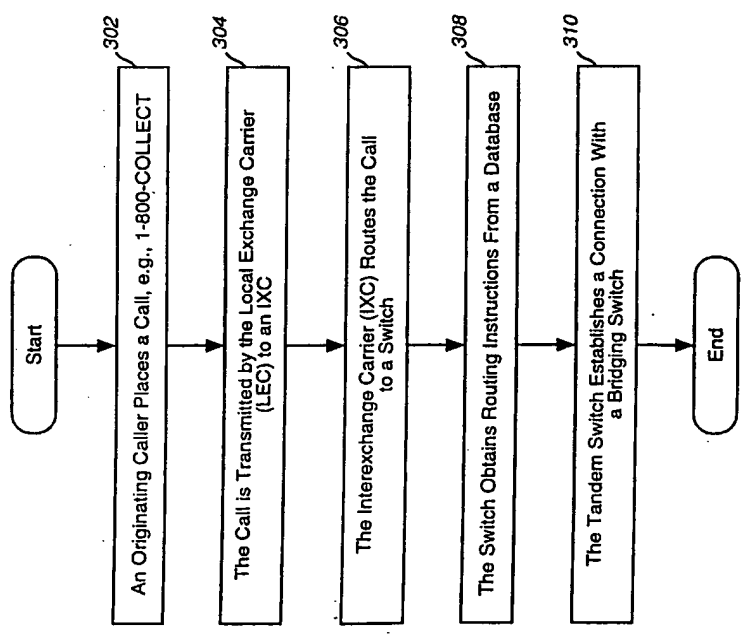 Start
302
An Originating Caller Places a Call, e.g., 1-800-COLLECT
304
The Call is Transmitted by the Local Exchange Carrier
(LEC) to an IXC
306
The Interexchange Carrier (IXC) Routes the Call
to a Switch
308
The Switch Obtains Routing Instructions From a Database
310
The Tandem Switch Establishes a Connection With
a Bridging Switch
End